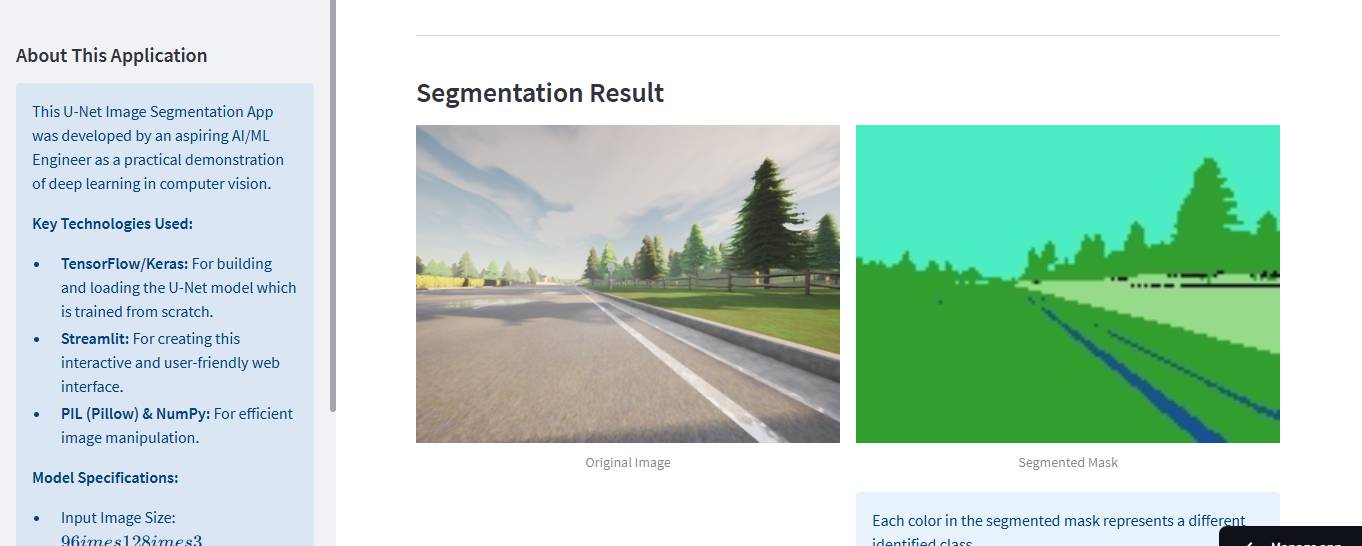 About This Application
This U-Net Image Segmentation App
was developed by an aspiring AI/ML
Engineer as a practical demonstration
of deep learning in computer vision.
Key Technologies Used:
TensorFlow/Keras: For building
and loading the U-Net model which
is trained from scratch.
Streamlit: For creating this
interactive and user-friendly web
interface.
PIL (Pillow) & NumPy: For efficient
image manipulation.
Model Specifications:
Input Image Size:
96imes128imes3
Segmentation Result
Original Image
Segmented Mask
Each color in the segmented mask represents a different
identified class.
Manage app